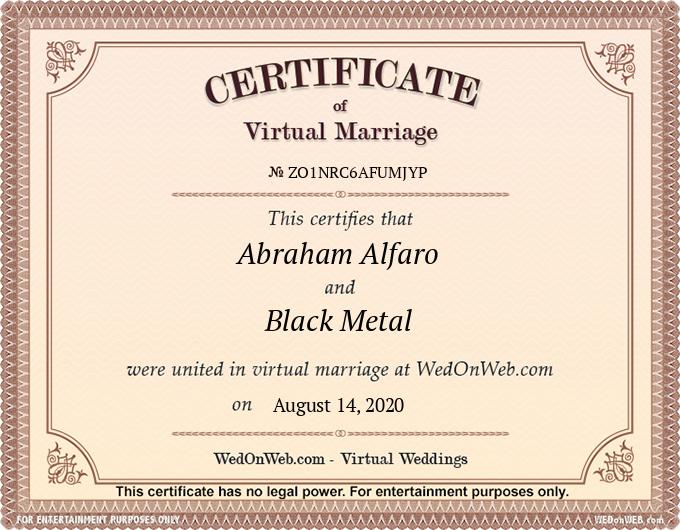 CERTIFICATE
of
Virtual Marriage
№ ZO1NRC6AFUMJYP
This certifies that
Abraham Alfaro
and
Black Metal
were united in virtual marriage at WedOnWeb.com
on August 14, 2020
WedOnWeb.com - Virtual Weddings
This certificate has no legal power. For entertainment purposes only.
FOR ENTERTAINMENT PURPOSES ONLY
WEDonWEB.com